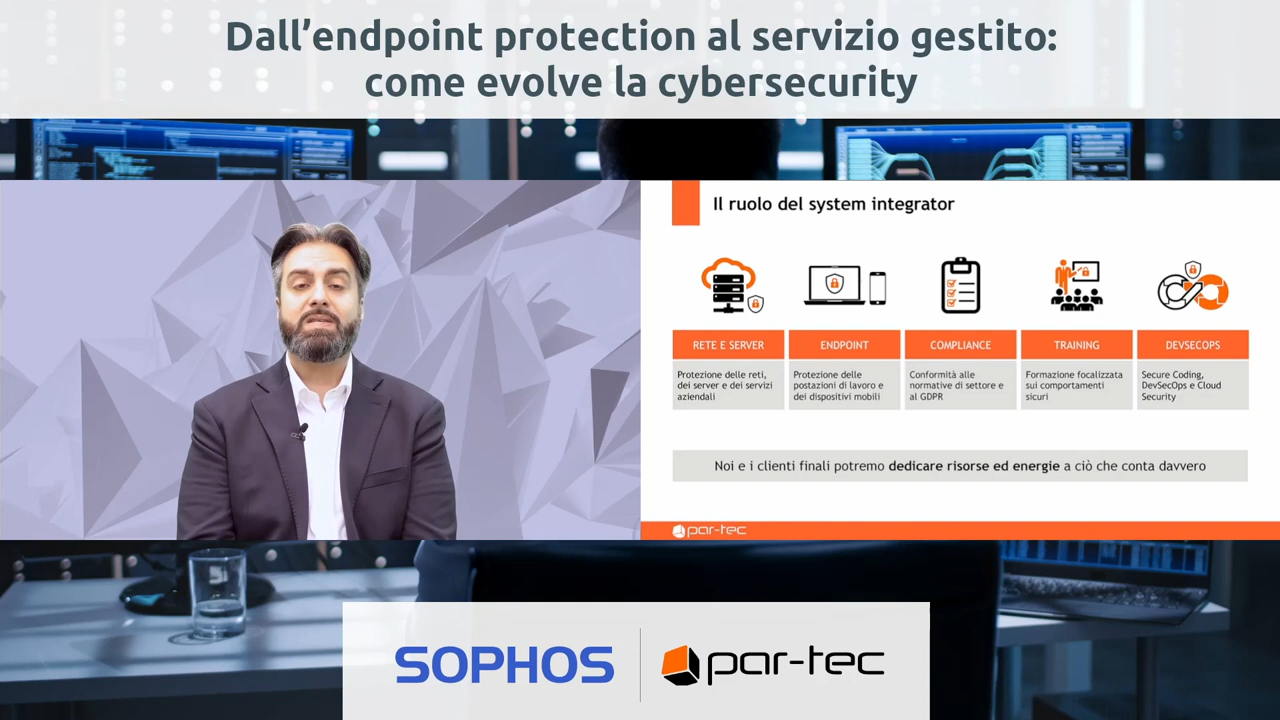 Dall'endpoint protection al servizio gestito:
come evolve la cybersecurity
Il ruolo del system integrator
RETE E SERVER
Protezione delle reti,
dei server e dei servizi
aziendali
ENDPOINT
Protezione delle
postazioni di lavoro e
dei dispositivi mobili
COMPLIANCE
Conformità alle
normative di settore e
al GDPR
TRAINING
Formazione focalizzata
sui comportamenti
sicuri
DEVSECOPS
Secure Coding,
DevSecOps e Cloud
Security
Noi e i clienti finali potremo dedicare risorse ed energie a ciò che conta davvero
par-tec
SOPHOS
par-tec